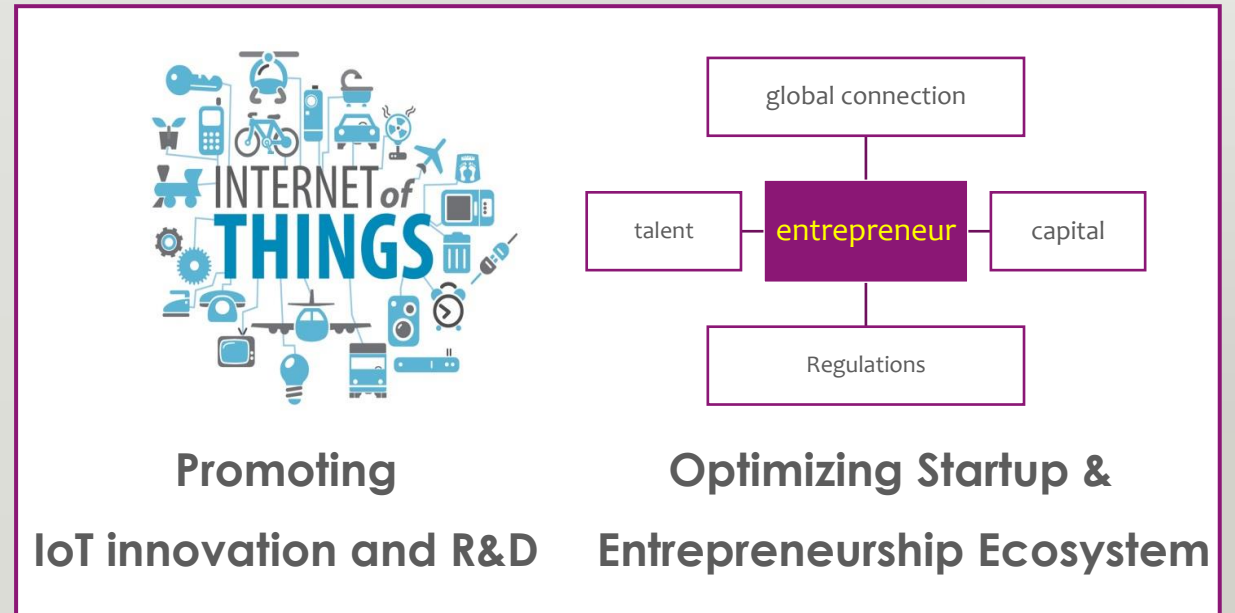 INTERNET of
THINGS
Promoting
IoT innovation and R&D
global connection
talent
entrepreneur
capital
Regulations
Optimizing Startup &
Entrepreneurship Ecosystem